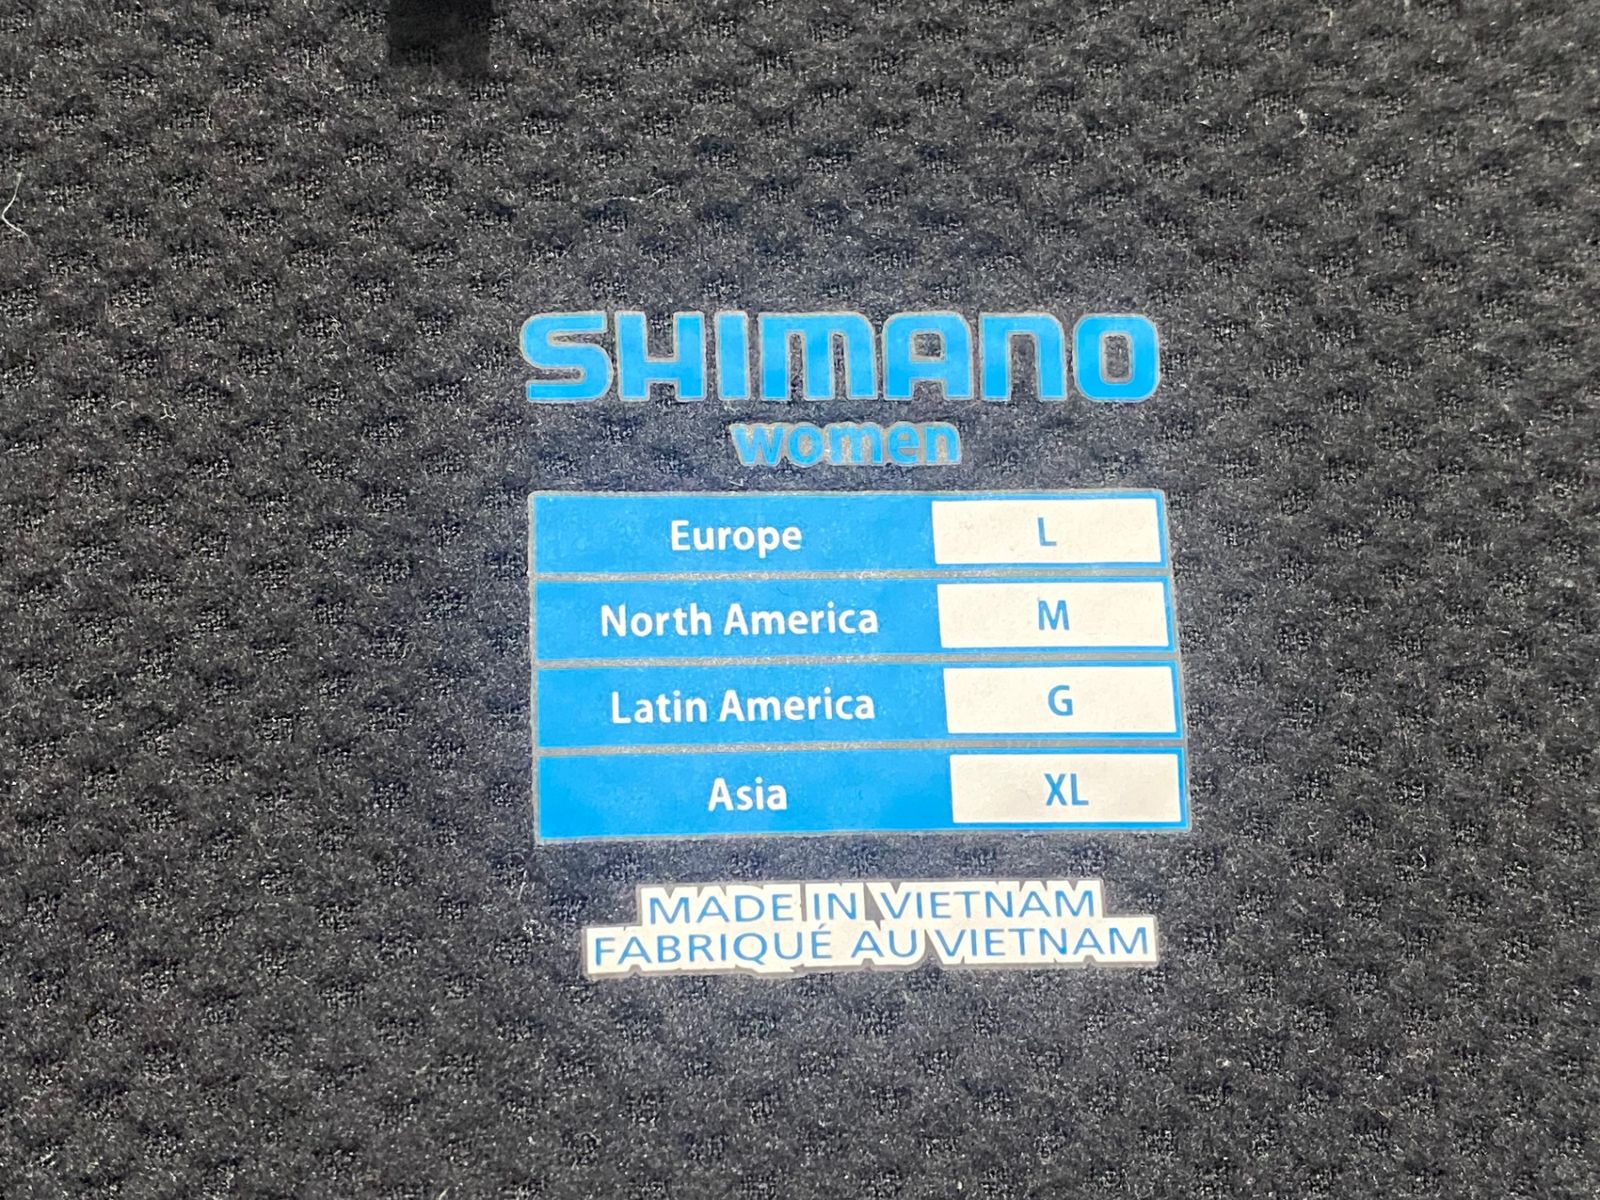 SHIMANO
women
Europe L
North America M
Latin America G
Asia XL
MADE IN VIETNAM
FABRIQUÉ AU VIETNAM